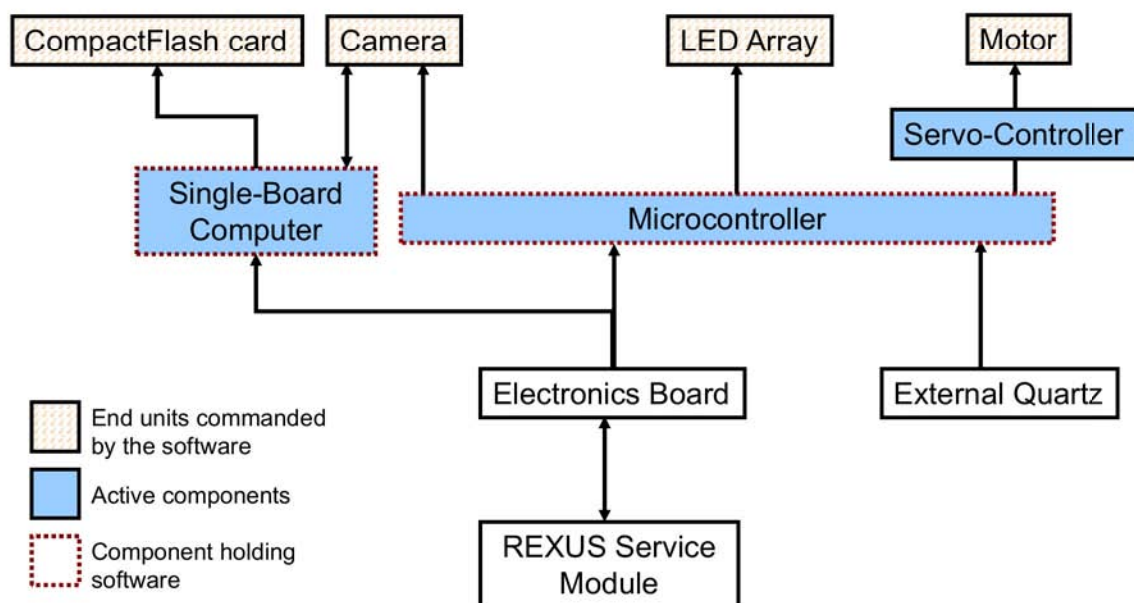 CompactFlash card
Camera
LED Array
Motor
Servo-Controller
Single-Board
Computer
Microcontroller
Electronics Board
External Quartz
End units commanded
by the software
Active components
Component holding
software
REXUS Service
Module